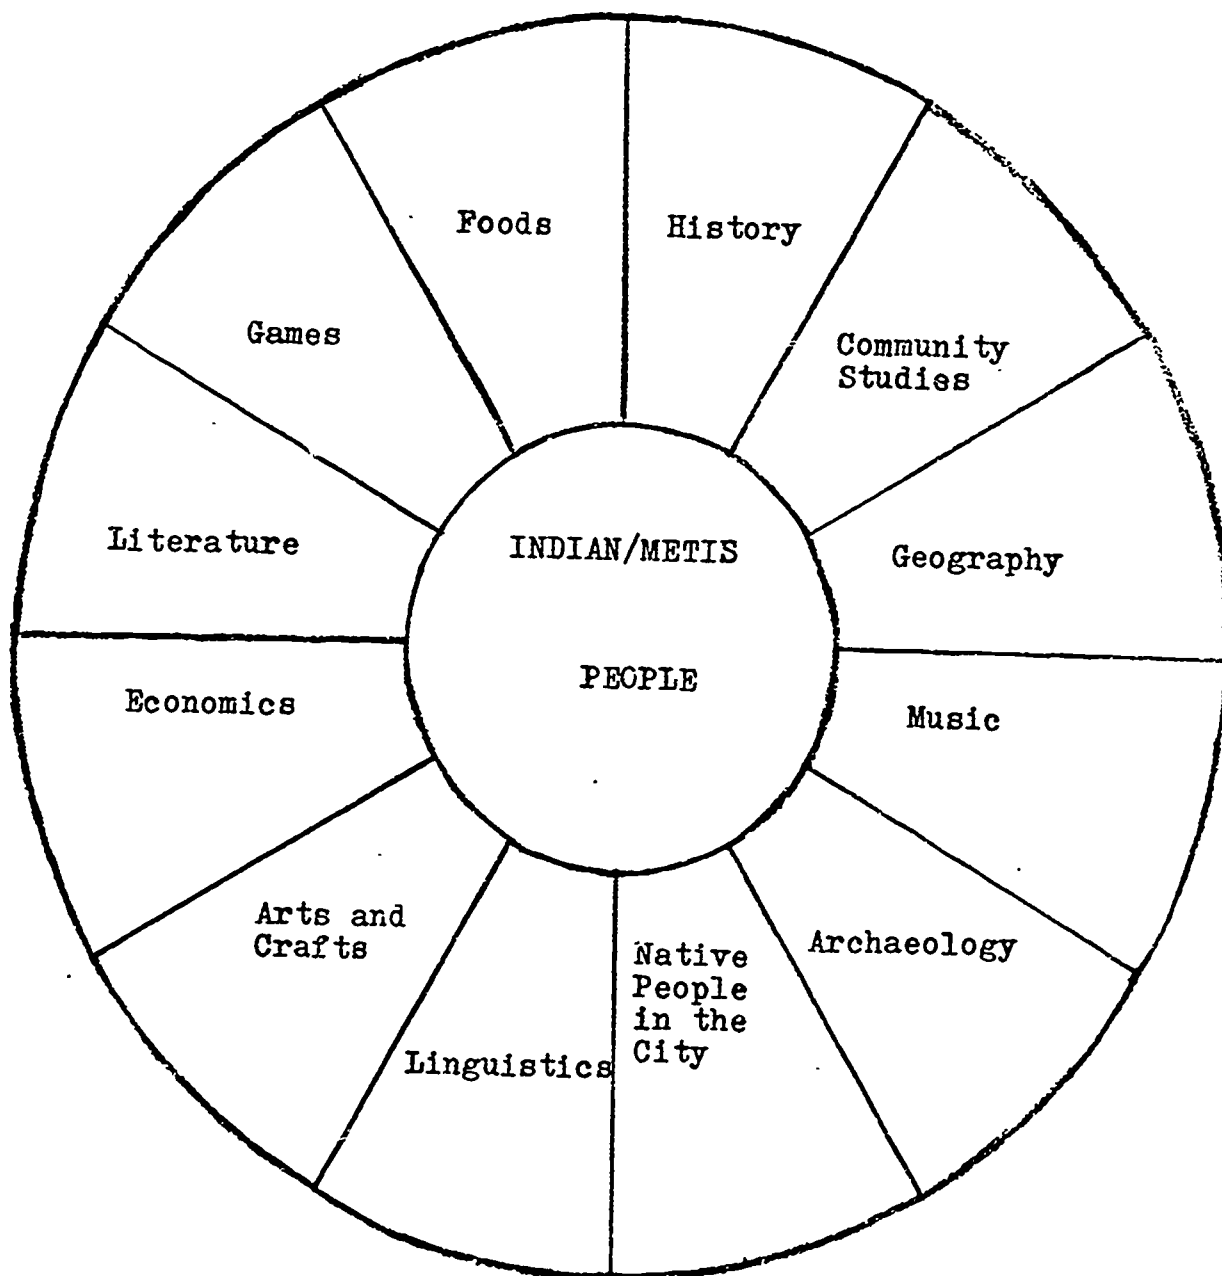 Foods
History
Games
Community
Studies
Literature
INDIAN/METIS
Geography
PEOPLE
Economics
Music
Arts and
Crafts
Archaeology
Native
People
in the
City
Linguistics